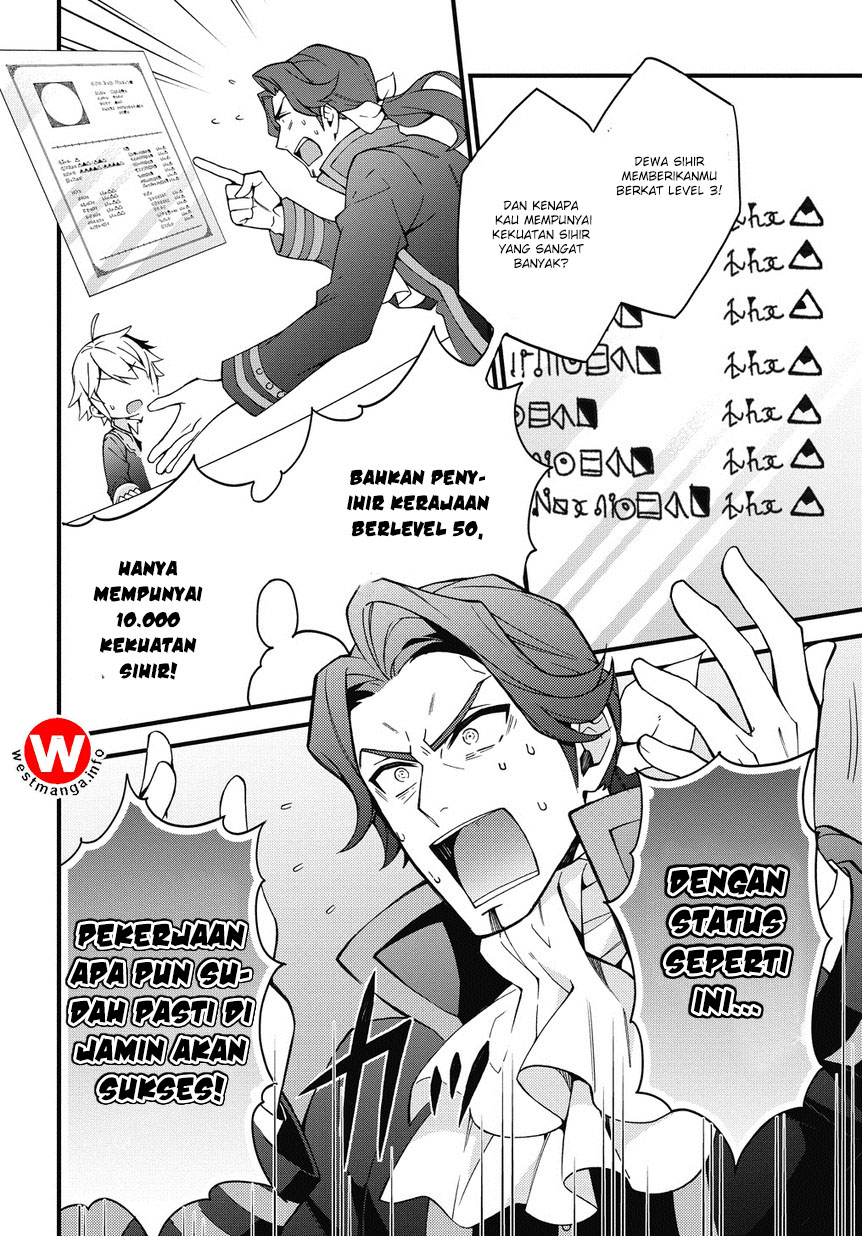 DEWA SIHIR
MEMBERIKANMU
BERKAT LEVEL 3!
DAN KENAPA
KAU MEMPUNYAI
KEKUATAN SIHIR
YANG SANGAT
BANYAK?
BAHKAN PENY-
IHIR KERAJAAN
BERLEVEL 50,
HANYA
MEMPUNYAI
10.000
KEKUATAN
SIHIR!
W
westmanga.info
DENGAN
STATUS
SEPERTI
INI...
PEKERJAAN
APA PUN SU-
DAH PASTI DI
JAMIN AKAN
SUKSES!